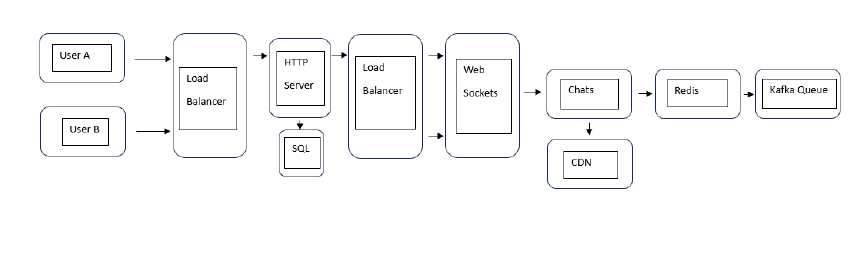 User A
User B
Load
Balancer
HTTP
Server
SQL
Load
Balancer
Web
Sockets
Chats
CDN
Redis
Kafka Queue